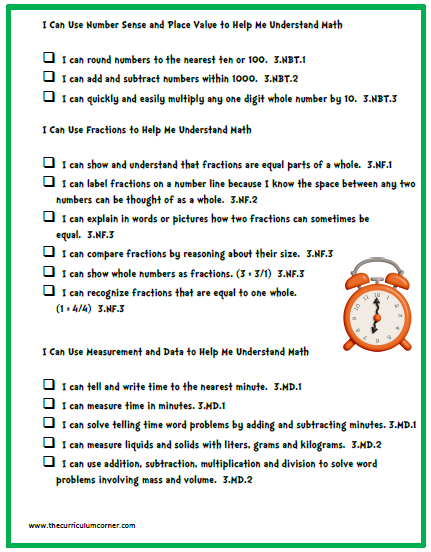 I Can Use Number Sense and Place Value to Help Me Understand Math
I can round numbers to the nearest ten or 100. 3.NBT.1
I can add and subtract numbers within 1000. 3.NBT.2
I can quickly and easily multiply any one digit whole number by 10. 3.NBT.3
I Can Use Fractions to Help Me Understand Math
I can show and understand that fractions are equal parts of a whole. 3.NF.1
I can label fractions on a number line because I know the space between any two
numbers can be thought of as a whole. 3.NF.2
I can explain in words or pictures how two fractions can sometimes be
equal. 3.NF.3
I can compare fractions by reasoning about their size. 3.NF.3
I can show whole numbers as fractions. (3 = 3/1) 3.NF.3
I can recognize fractions that are equal to one whole.
(1 = 4/4) 3.NF.3
I Can Use Measurement and Data to Help Me Understand Math
I can tell and write time to the nearest minute. 3.MD.1
I can measure time in minutes. 3.MD.1
I can solve telling time word problems by adding and subtracting minutes. 3.MD.1
I can measure liquids and solids with liters, grams and kilograms. 3.MD.2
I can use addition, subtraction, multiplication and division to solve word
problems involving mass and volume. 3.MD.2
www.thecurriculumcorner.com